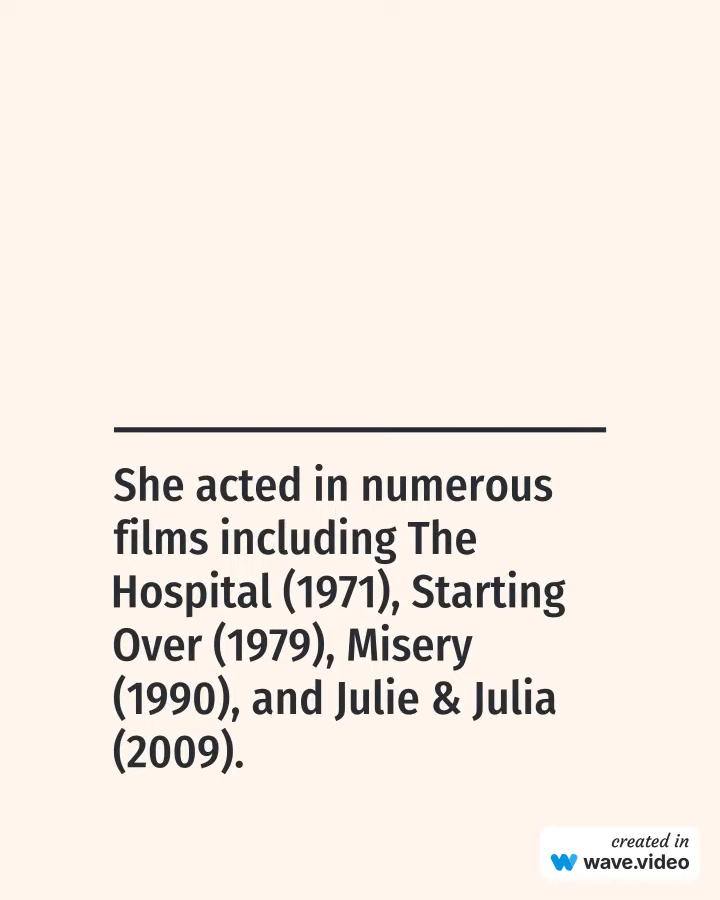 She acted in numerous
films including The
Hospital (1971), Starting
Over (1979), Misery
(1990), and Julie & Julia
(2009).
created in
wave.video